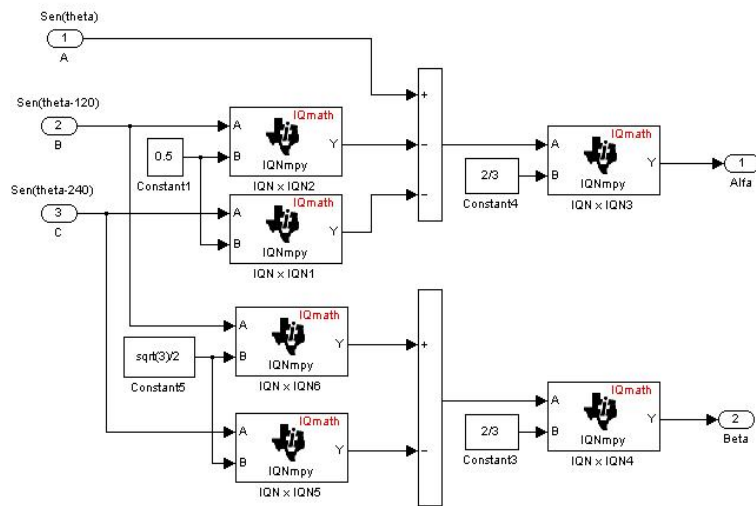 Sen(theta)
1
A
Sen(theta-120)
2
B
Sen(theta-240)
3
C
0.5
Constant1
IQmath
A
B
Y
IQNmpy
IQN x IQN2
IQmath
A
B
Y
IQNmpy
IQN x IQN1
+
−
−
2/3
Constant4
IQmath
A
B
Y
IQNmpy
IQN x IQN3
1
Alfa
sqrt(3)/2
Constant5
IQmath
A
B
Y
IQNmpy
IQN x IQN6
IQmath
A
B
Y
IQNmpy
IQN x IQN5
+
−
2/3
Constant3
IQmath
A
B
Y
IQNmpy
IQN x IQN4
2
Beta